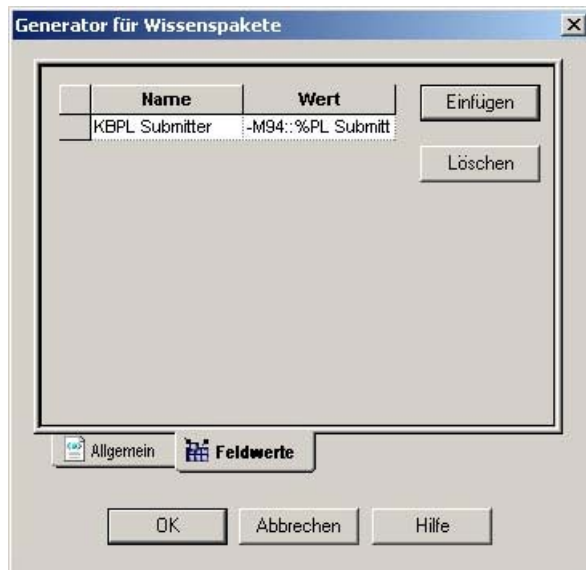 Generator für Wissenspakete
Name Wert
KBPL Submitter -M94::%PL Submitt
Einfügen
Löschen
Allgemein Feldwerte
OK Abbrechen Hilfe